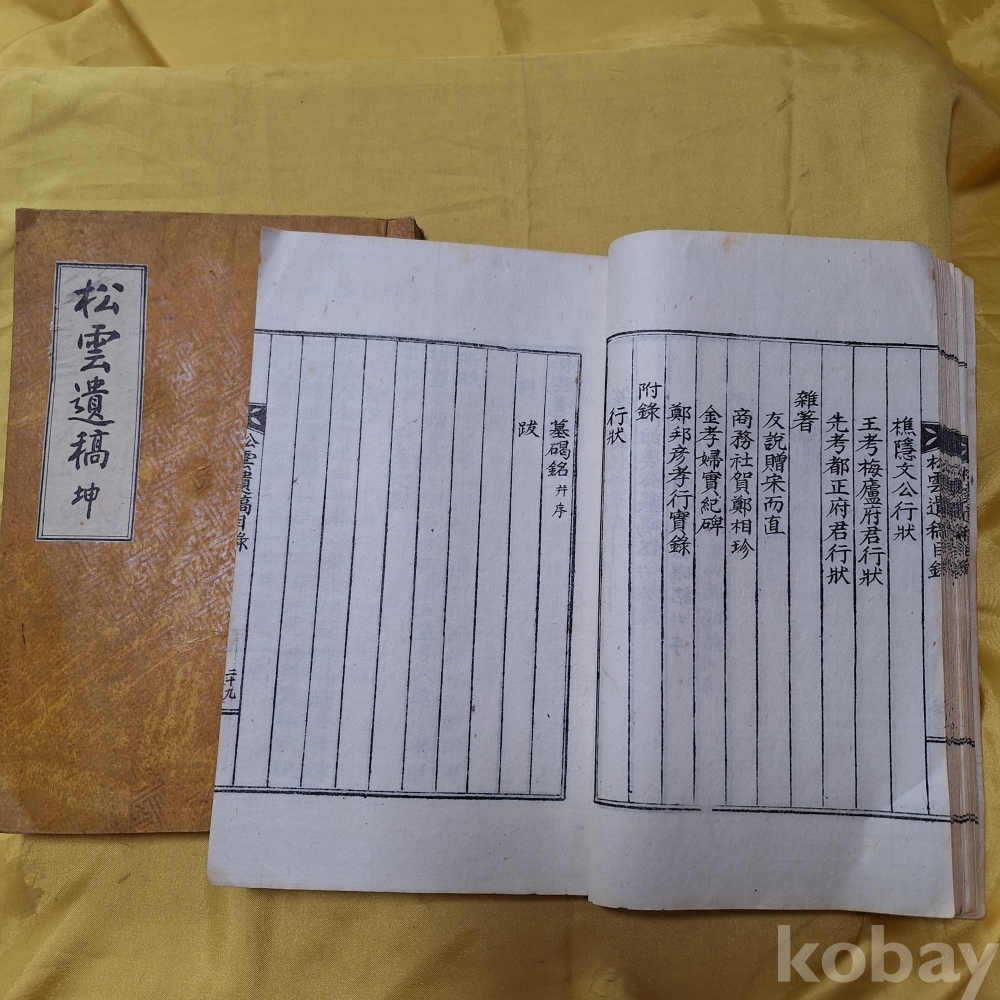 松雲遺稿 坤
松雲遺稿目錄
樵隱文公行狀
王考梅廬府君行狀
先考都正府君行狀
雜著
友說贈宋而直
商務社賀鄭相珍
金孝婦實紀碑
鄭邦彦孝行實錄
附錄
行狀
墓碣銘 幷序
跋
松雲遺稿目錄
二十九
kobay